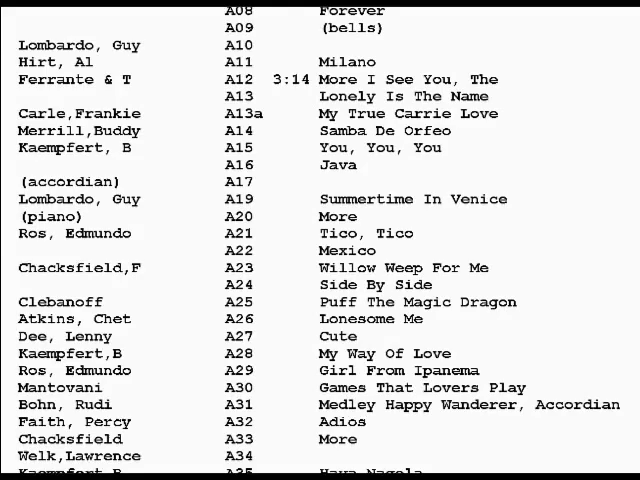 A08 Forever
A09 (bells)
Lombardo, Guy A10
Hirt, Al A11 Milano
Ferrante & T A12 3:14 More I See You, The
A13 Lonely Is The Name
Carle,Frankie A13a My True Carrie Love
Merrill,Buddy A14 Samba De Orfeo
Kaempfert, B A15 You, You, You
A16 Java
(accordian) A17
Lombardo, Guy A19 Summertime In Venice
(piano) A20 More
Ros, Edmundo A21 Tico, Tico
A22 Mexico
Chacksfield,F A23 Willow Weep For Me
A24 Side By Side
Clebanoff A25 Puff The Magic Dragon
Atkins, Chet A26 Lonesome Me
Dee, Lenny A27 Cute
Kaempfert,B A28 My Way Of Love
Ros, Edmundo A29 Girl From Ipanema
Mantovani A30 Games That Lovers Play
Bohn, Rudi A31 Medley Happy Wanderer, Accordian
Faith, Percy A32 Adios
Chacksfield A33 More
Welk,Lawrence A34
Kaempfert,B A35 Hava Nagela